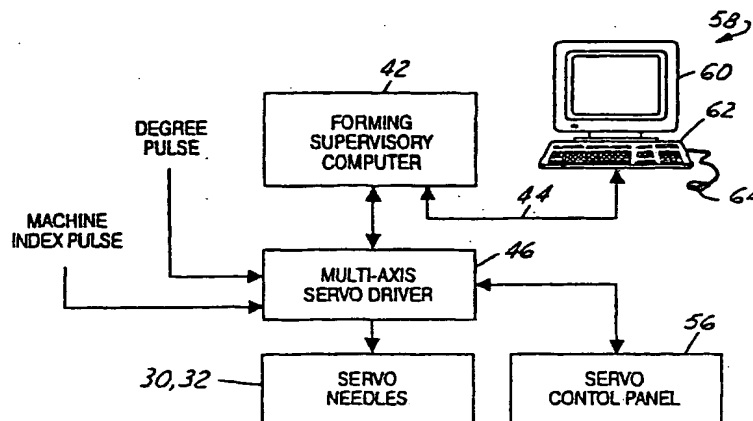 58
42
60
FORMING
SUPERVISORY
COMPUTER
62
DEGREE
PULSE
44
64
MACHINE
INDEX PULSE
46
MULTI-AXIS
SERVO DRIVER
56
30,32
SERVO
NEEDLES
SERVO
CONTOL PANEL